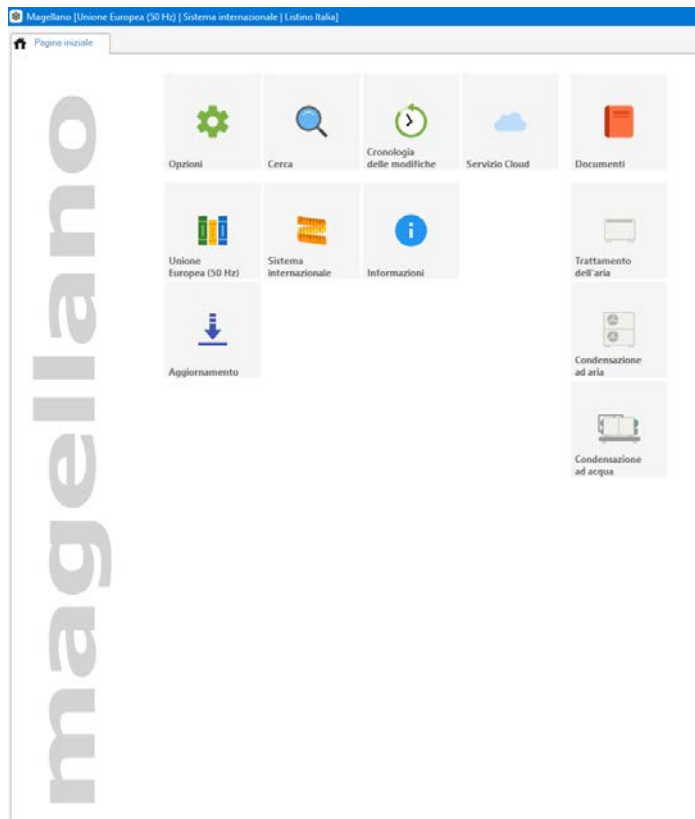 Magellano [Unione Europea (50 Hz) | Sistema internazionale | Listino Italia]
Pagina iniziale
magellano
Opzioni
Cerca
Cronologia
delle modifiche
Servizio Cloud
Documenti
Unione
Europea (50 Hz)
Sistema
internazionale
Informazioni
Trattamento
dell'aria
Aggiornamento
Condensazione
ad aria
Condensazione
ad acqua